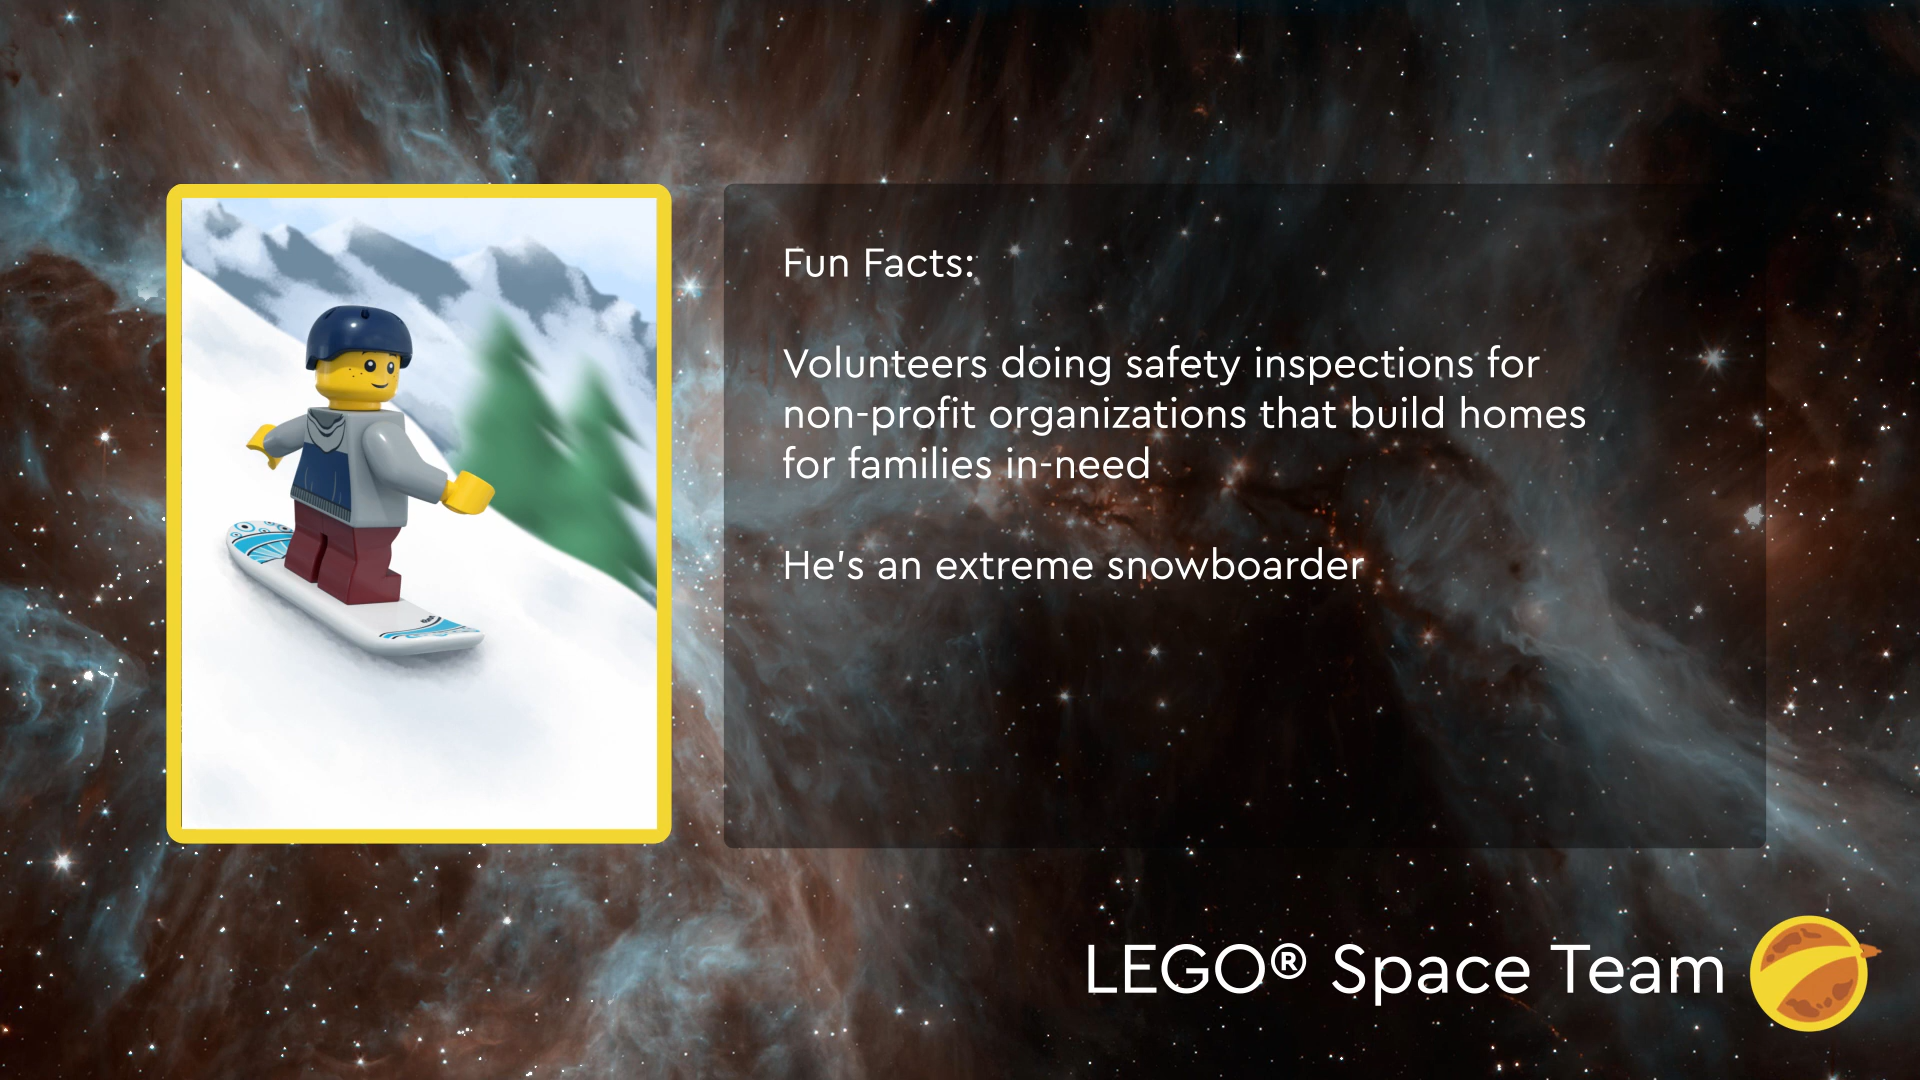 Fun Facts:
Volunteers doing safety inspections for
non-profit organizations that build homes
for families in-need
He's an extreme snowboarder
LEGO® Space Team